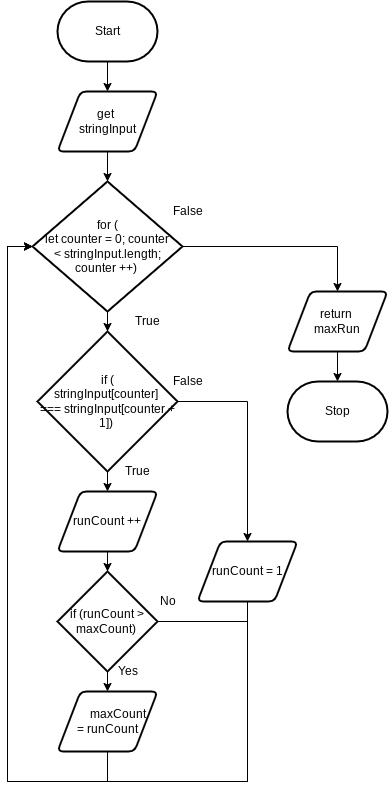 Start
get
stringInput
for (
let counter = 0; counter
< stringInput.length;
counter ++)
False
True
return
maxRun
Stop
if (
stringInput[counter]
=== stringInput[counter +
1])
False
True
runCount ++
runCount = 1
if (runCount >
maxCount)
No
Yes
maxCount
= runCount